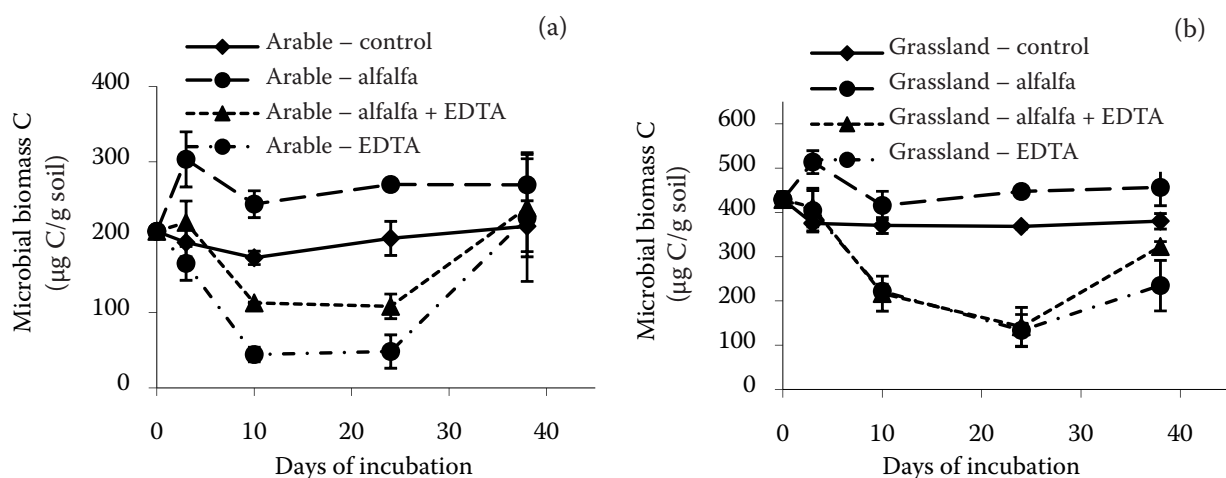 (a)
Arable – control
Arable – alfalfa
Arable – alfalfa + EDTA
Arable – EDTA
Microbial biomass C
(μg C/g soil)
400
300
200
100
0
0 10 20 30 40
Days of incubation
(b)
Grassland – control
Grassland – alfalfa
Grassland – alfalfa + EDTA
Grassland – EDTA
Microbial biomass C
(μg C/g soil)
600
500
400
300
200
100
0
0 10 20 30 40
Days of incubation